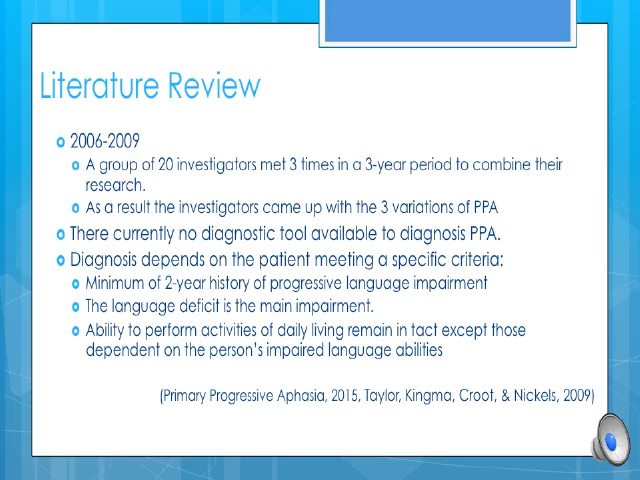 Literature Review
2006-2009
A group of 20 investigators met 3 times in a 3-year period to combine their
research.
As a result the investigators came up with the 3 variations of PPA
There currently no diagnostic tool available to diagnosis PPA.
Diagnosis depends on the patient meeting a specific criteria:
Minimum of 2-year history of progressive language impairment
The language deficit is the main impairment.
Ability to perform activities of daily living remain in tact except those
dependent on the person's impaired language abilities
(Primary Progressive Aphasia, 2015, Taylor, Kingma, Croot, & Nickels, 2009)